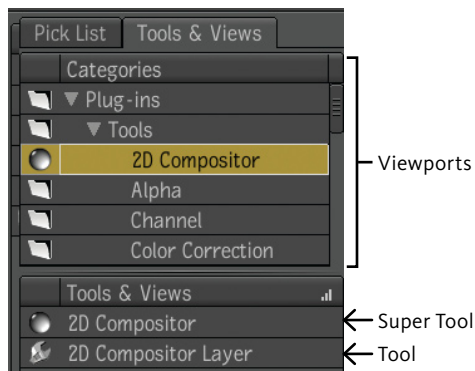 Pick List Tools & Views
Categories
Plug-ins
Tools
2D Compositor
Viewports
Alpha
Channel
Color Correction
Tools & Views
2D Compositor Super Tool
2D Compositor Layer Tool